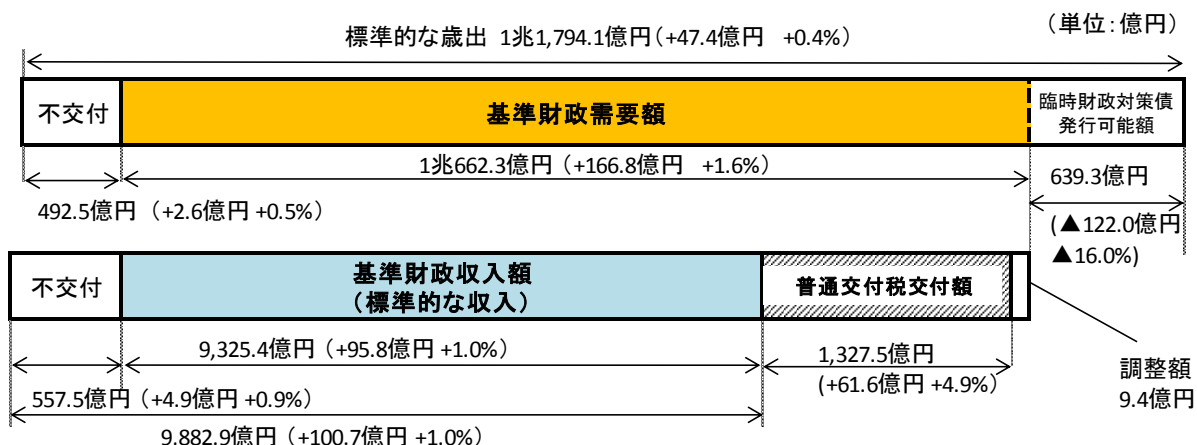 （単位：億円）
標準的な歳出 1兆1,794.1億円（+47.4億円 +0.4%）
不交付
基準財政需要額
臨時財政対策債
発行可能額
1兆662.3億円（+166.8億円 +1.6%）
639.3億円
492.5億円（+2.6億円 +0.5%）
(▲122.0億円
▲16.0%)
不交付
基準財政収入額
（標準的な収入）
普通交付税交付額
9,325.4億円（+95.8億円 +1.0%）
1,327.5億円
(+61.6億円 +4.9%)
調整額
9.4億円
557.5億円（+4.9億円 +0.9%）
9,882.9億円（+100.7億円 +1.0%）